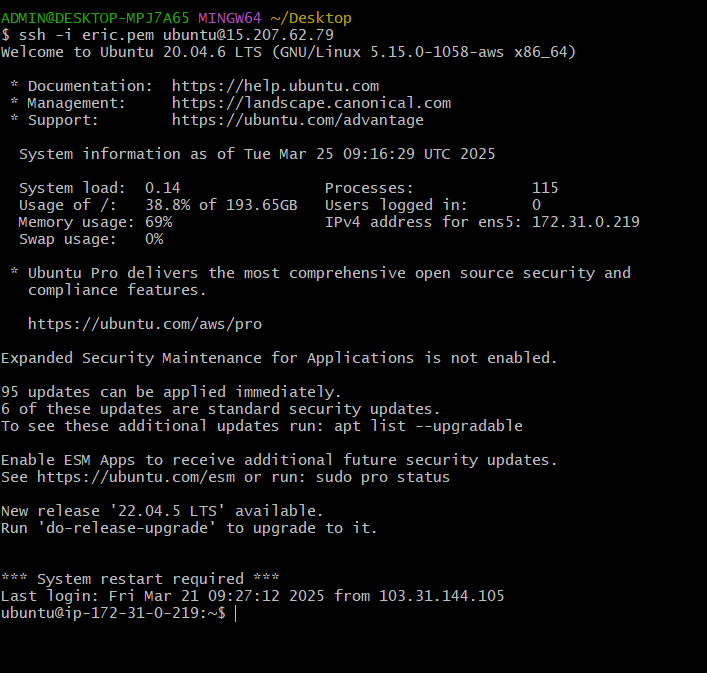 ADMIN@DESKTOP-MPJ7A65 MINGW64 ~/Desktop
$ ssh -i eric.pem ubuntu@15.207.62.79
Welcome to Ubuntu 20.04.6 LTS (GNU/Linux 5.15.0-1058-aws x86_64)

 * Documentation:  https://help.ubuntu.com
 * Management:     https://landscape.canonical.com
 * Support:        https://ubuntu.com/advantage

  System information as of Tue Mar 25 09:16:29 UTC 2025

  System load:  0.14                Processes:             115
  Usage of /:   38.8% of 193.65GB   Users logged in:       0
  Memory usage: 69%                 IPv4 address for ens5: 172.31.0.219
  Swap usage:   0%

 * Ubuntu Pro delivers the most comprehensive open source security and
   compliance features.

   https://ubuntu.com/aws/pro

Expanded Security Maintenance for Applications is not enabled.

95 updates can be applied immediately.
6 of these updates are standard security updates.
To see these additional updates run: apt list --upgradable

Enable ESM Apps to receive additional future security updates.
See https://ubuntu.com/esm or run: sudo pro status

New release '22.04.5 LTS' available.
Run 'do-release-upgrade' to upgrade to it.


*** System restart required ***
Last login: Fri Mar 21 09:27:12 2025 from 103.31.144.105
ubuntu@ip-172-31-0-219:~$